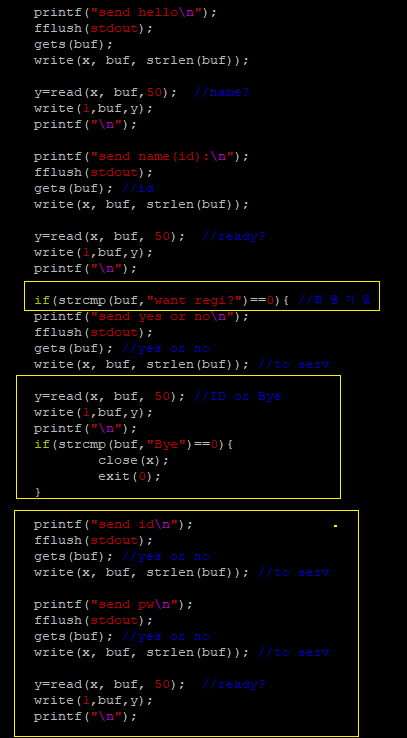 printf("send hello\n");
fflush(stdout);
gets(buf);
write(x, buf, strlen(buf));
y=read(x, buf,50);  //name?
write(1,buf,y);
printf("\n");
printf("send name(id):\n");
fflush(stdout);
gets(buf); //id
write(x, buf, strlen(buf));
y=read(x, buf, 50);  //ready?
write(1,buf,y);
printf("\n");
if(strcmp(buf,"want regi?")==0){ //
printf("send yes or no\n");
fflush(stdout);
gets(buf); //yes or no
write(x, buf, strlen(buf)); //to serv
y=read(x, buf, 50); //ID or Bye
write(1,buf,y);
printf("\n");
if(strcmp(buf,"Bye")==0){
close(x);
exit(0);
}
printf("send id\n");
fflush(stdout);
gets(buf); //yes or no
write(x, buf, strlen(buf)); //to serv
printf("send pw\n");
fflush(stdout);
gets(buf); //yes or no
write(x, buf, strlen(buf)); //to serv
y=read(x, buf, 50);  //ready?
write(1,buf,y);
printf("\n");